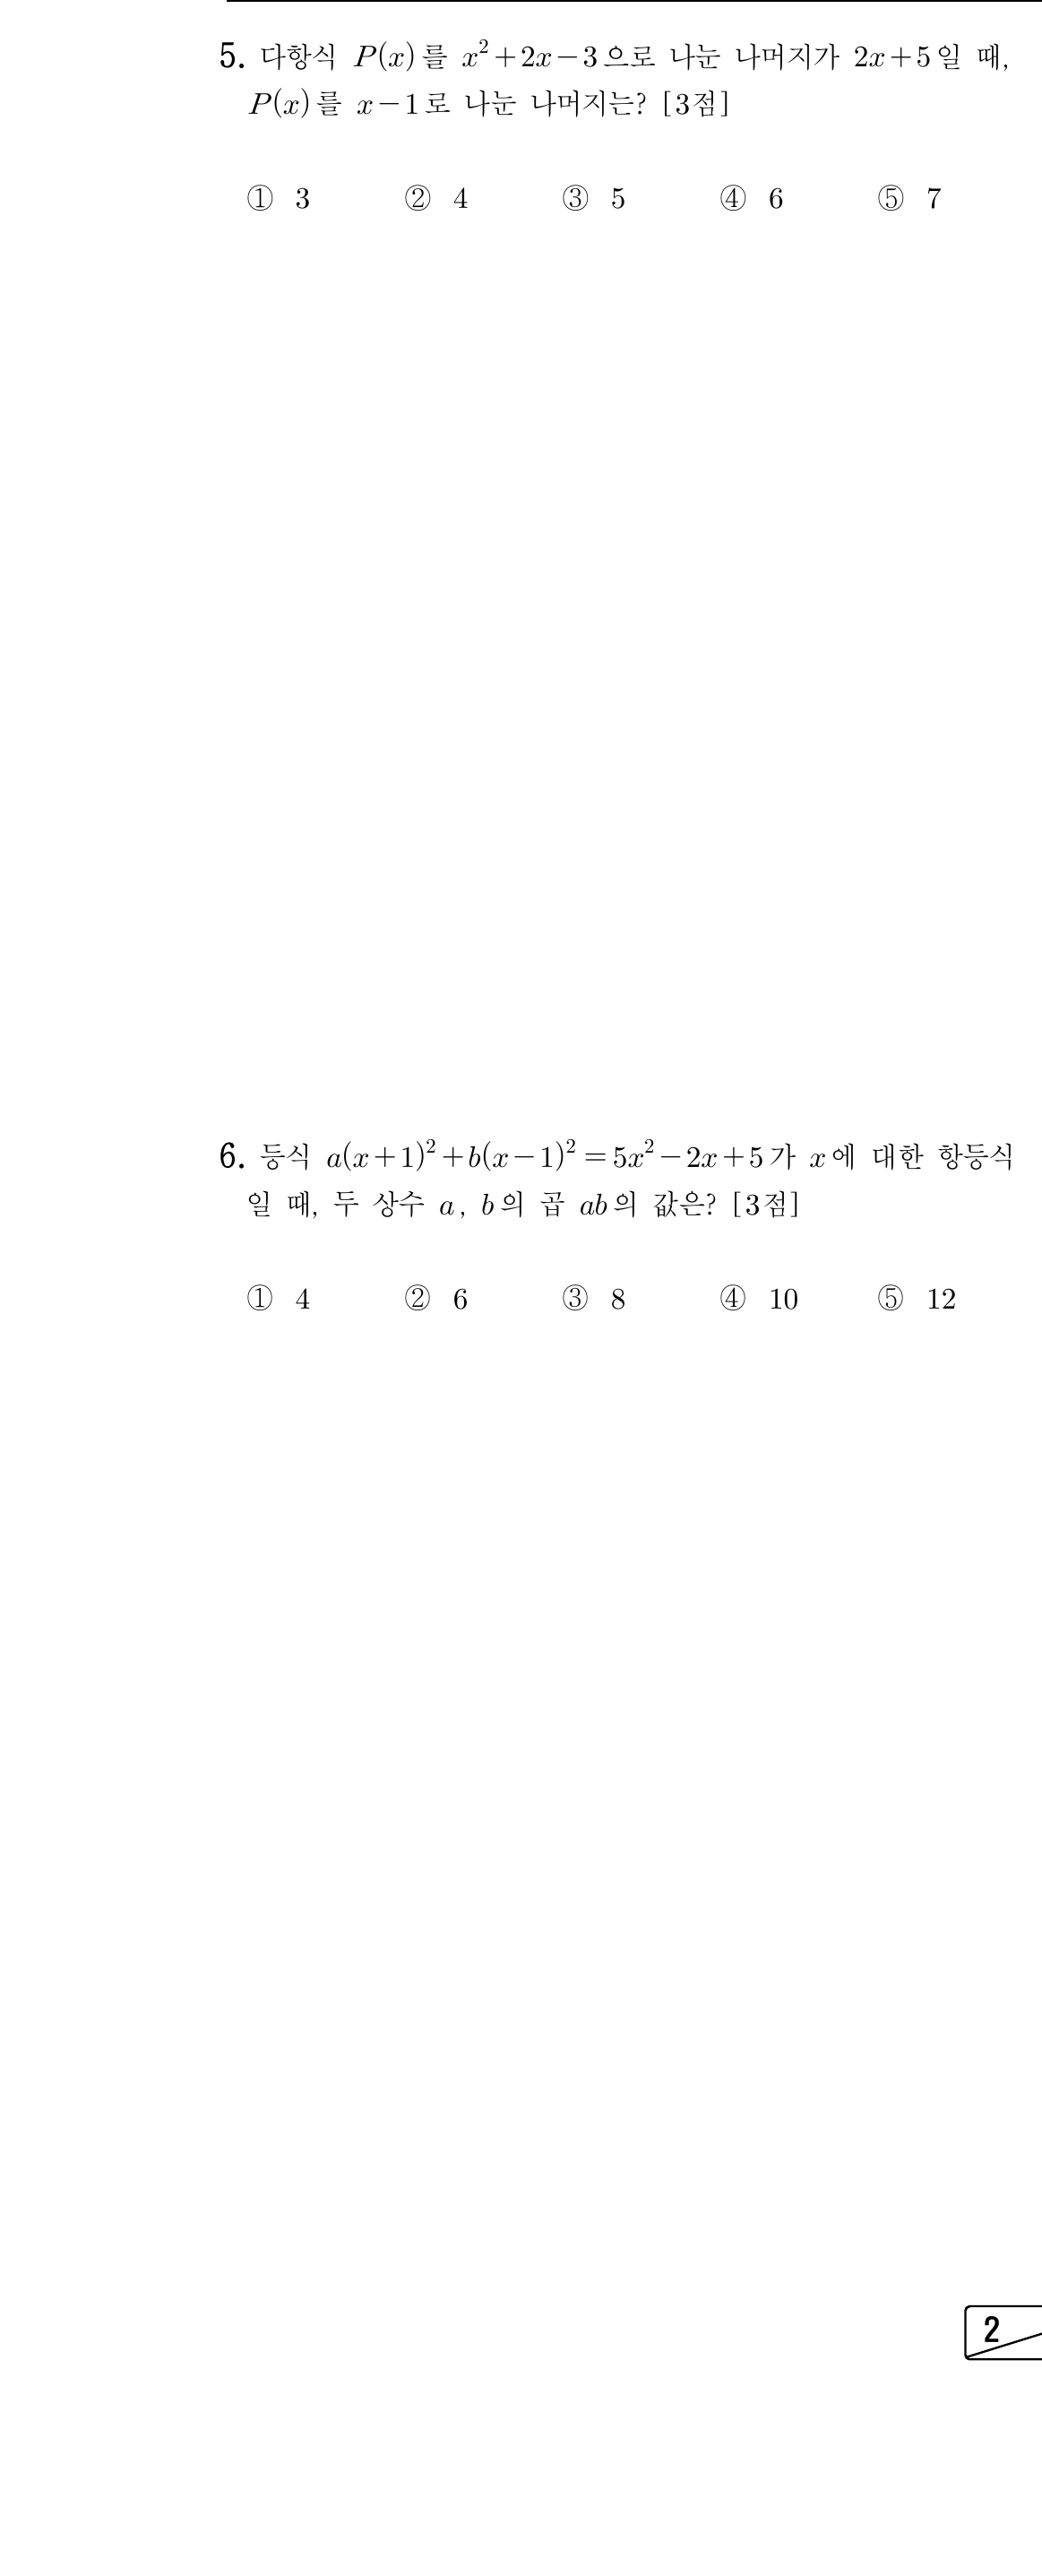 5. 다항식 P(x)를 x²+2x-3으로 나눈 나머지가 2x+5일 때,
P(x)를 x-1로 나눈 나머지는? [3점]
① 3 ② 4 ③ 5 ④ 6 ⑤ 7
6. 등식 a(x+1)²+b(x-1)²=5x²-2x+5가 x에 대한 항등식
일 때, 두 상수 a, b의 곱 ab의 값은? [3점]
① 4 ② 6 ③ 8 ④ 10 ⑤ 12
2